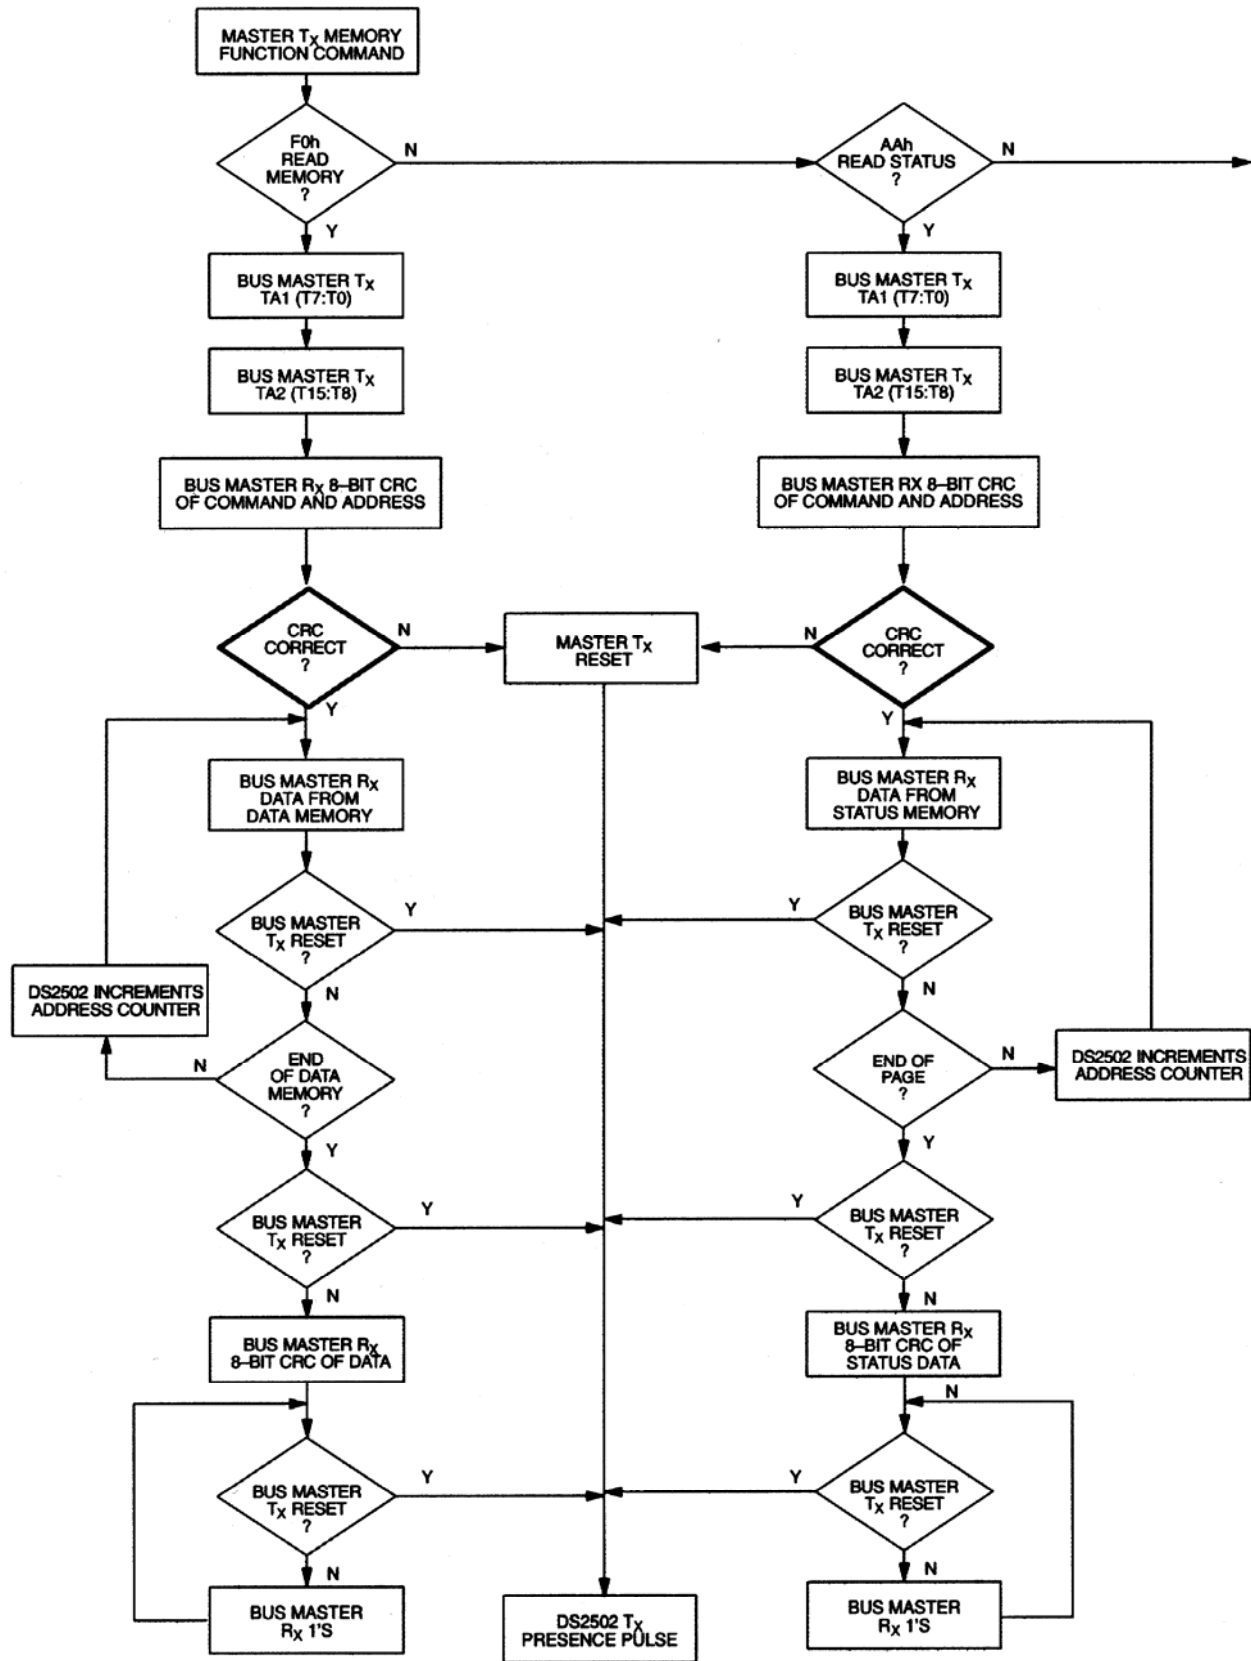 MASTER TX MEMORY
FUNCTION COMMAND
F0h
READ
MEMORY
?
N
Y
AAh
READ STATUS
?
N
Y
BUS MASTER TX
TA1 (T7:T0)
BUS MASTER TX
TA1 (T7:T0)
BUS MASTER TX
TA2 (T15:T8)
BUS MASTER TX
TA2 (T15:T8)
BUS MASTER RX 8–BIT CRC
OF COMMAND AND ADDRESS
BUS MASTER RX 8–BIT CRC
OF COMMAND AND ADDRESS
CRC
CORRECT
?
N
Y
MASTER TX
RESET
N
CRC
CORRECT
?
Y
BUS MASTER RX
DATA FROM
DATA MEMORY
BUS MASTER RX
DATA FROM
STATUS MEMORY
BUS MASTER
TX RESET
?
Y
N
Y
BUS MASTER
TX RESET
?
N
DS2502 INCREMENTS
ADDRESS COUNTER
N
END
OF DATA
MEMORY
?
Y
END OF
PAGE
?
N
Y
DS2502 INCREMENTS
ADDRESS COUNTER
BUS MASTER
TX RESET
?
Y
N
Y
BUS MASTER
TX RESET
?
N
BUS MASTER RX
8–BIT CRC OF DATA
BUS MASTER RX
8–BIT CRC OF
STATUS DATA
N
BUS MASTER
TX RESET
?
Y
N
Y
BUS MASTER
TX RESET
?
N
BUS MASTER
RX 1'S
DS2502 TX
PRESENCE PULSE
BUS MASTER
RX 1'S